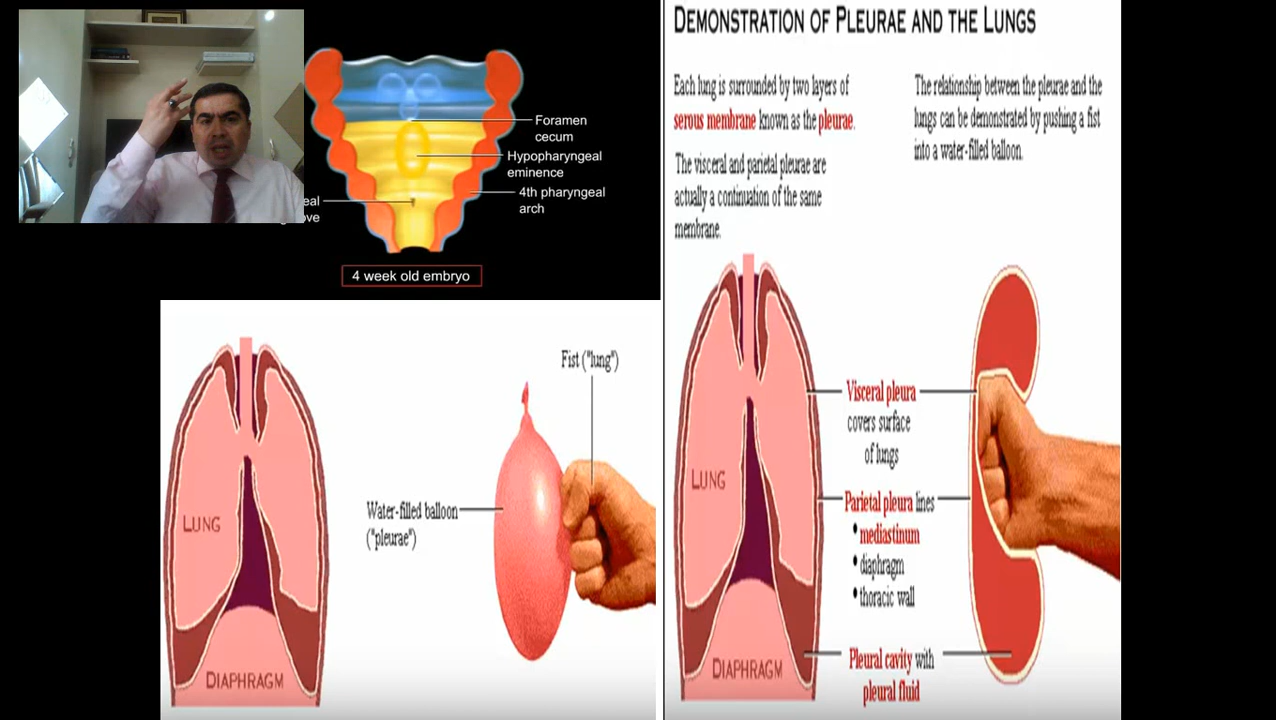 Foramen
cecum
Hypopharyngeal
eminence
4th pharyngeal
arch
eal
ove
4 week old embryo
Fist ("lung")
Water-filled balloon
("pleurae")
LUNG
DIAPHRAGM
DEMONSTRATION OF PLEURAE AND THE LUNGS
Each lung is surrounded by two layers of
serous membrane known as the pleurae.
The visceral and parietal pleurae are
actually a continuation of the same
membrane.
The relationship between the pleurae and the
lungs can be demonstrated by pushing a fist
into a water-filled balloon.
Visceral pleura
covers surface
of lungs
LUNG
Parietal pleura lines
• mediastinum
• diaphragm
• thoracic wall
Pleural cavity with
pleural fluid
DIAPHRAGM